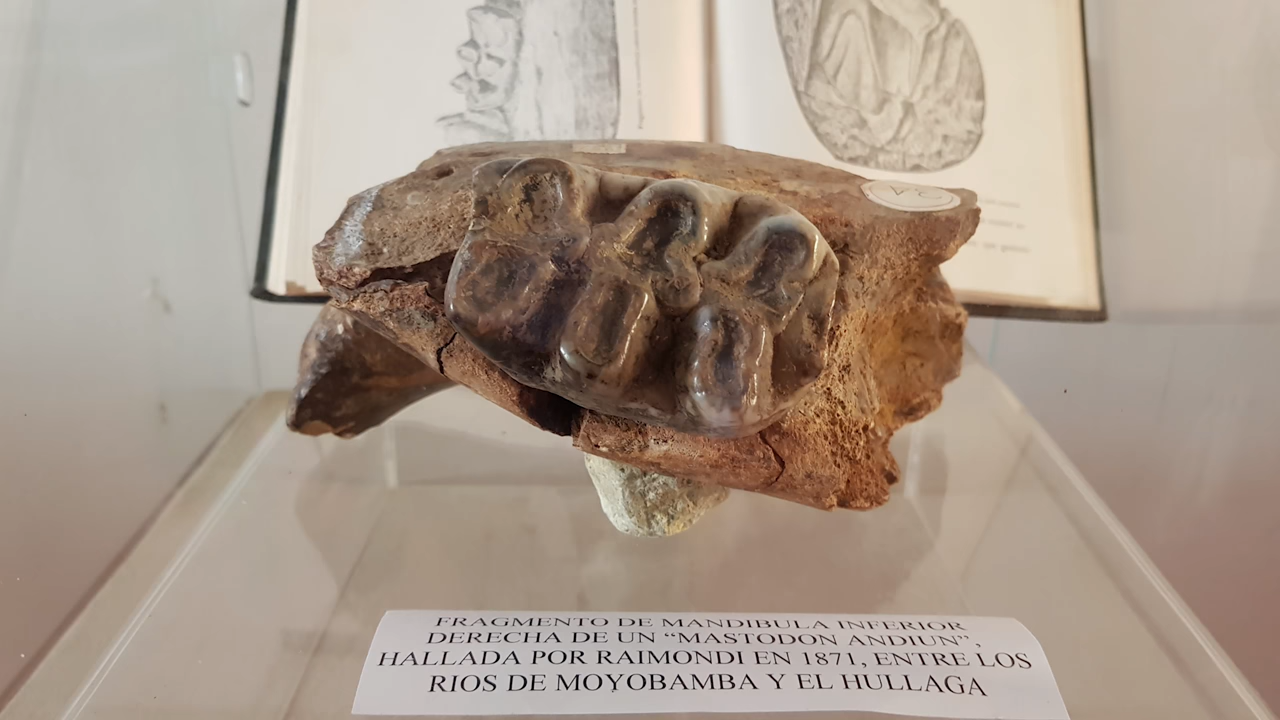 FRAGMENTO DE MANDIBULA INFERIOR
DERECHA DE UN “MASTODON ANDIUN”,
HALLADA POR RAIMONDI EN 1871, ENTRE LOS
RIOS DE MOYOBAMBA Y EL HULLAGA